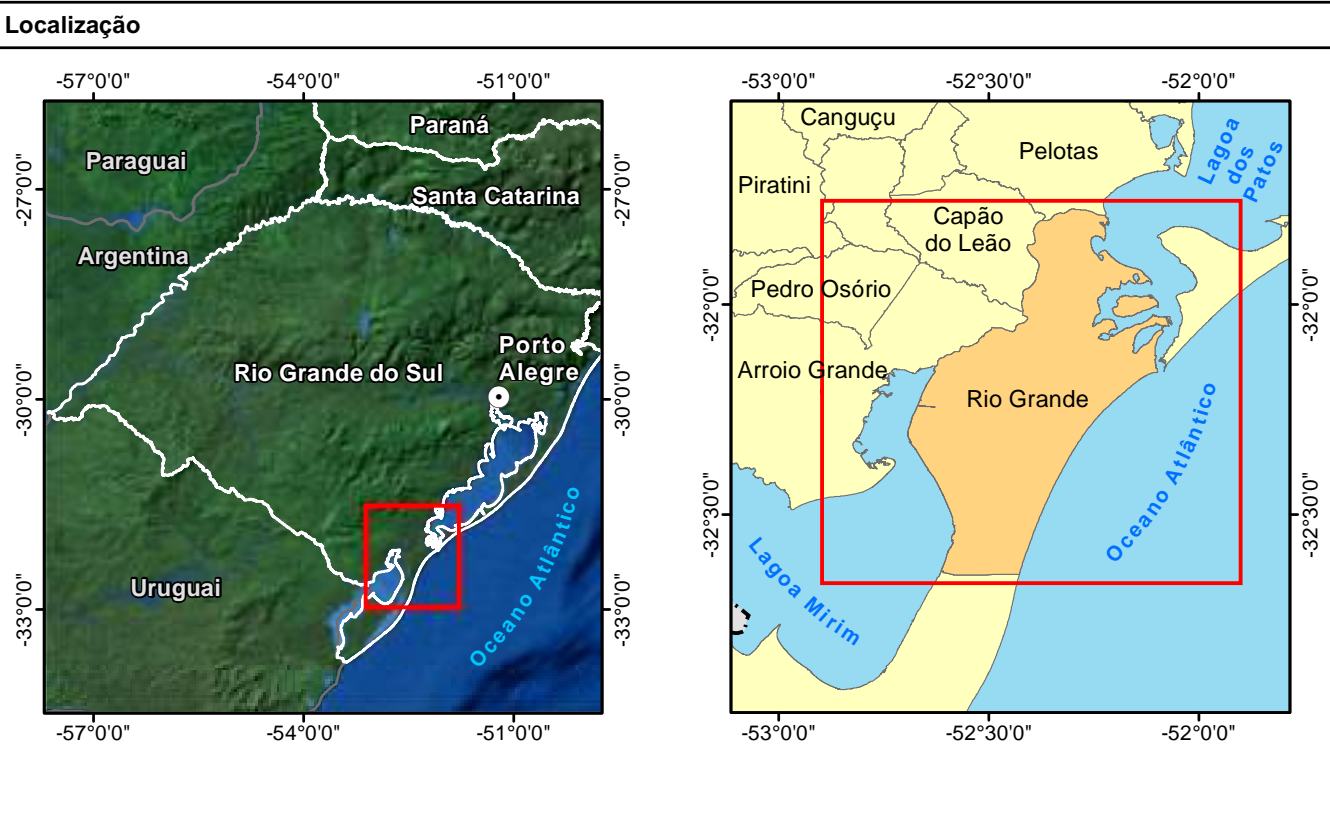 Localização
-57°0'0"
-54°0'0"
-51°0'0"
-27°0'0"
-30°0'0"
-33°0'0"
Paraná
Paraguai
Santa Catarina
Argentina
Porto
Alegre
Rio Grande do Sul
Uruguai
Oceano Atlântico
-27°0'0"
-30°0'0"
-33°0'0"
-57°0'0"
-54°0'0"
-51°0'0"
-53°0'0"
-52°30'0"
-52°0'0"
-32°0'0"
-32°30'0"
Canguçu
Pelotas
Lagoa
dos
Patos
Piratini
Capão
do Leão
Pedro Osório
Arroio Grande
Rio Grande
Oceano Atlântico
Lagoa Mirim
-32°0'0"
-32°30'0"
-53°0'0"
-52°30'0"
-52°0'0"